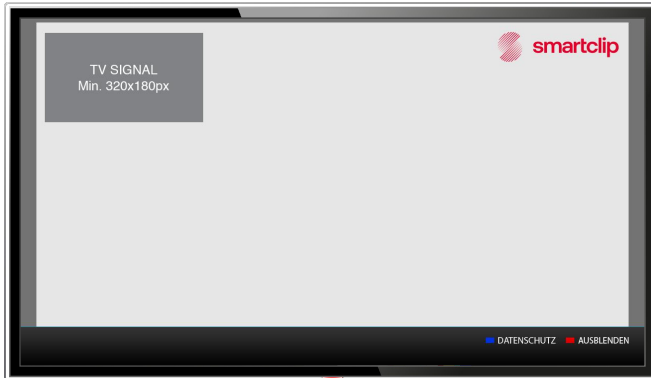 TV SIGNAL
Min. 320x180px
smartclip
DATENSCHUTZ AUSBLENDEN